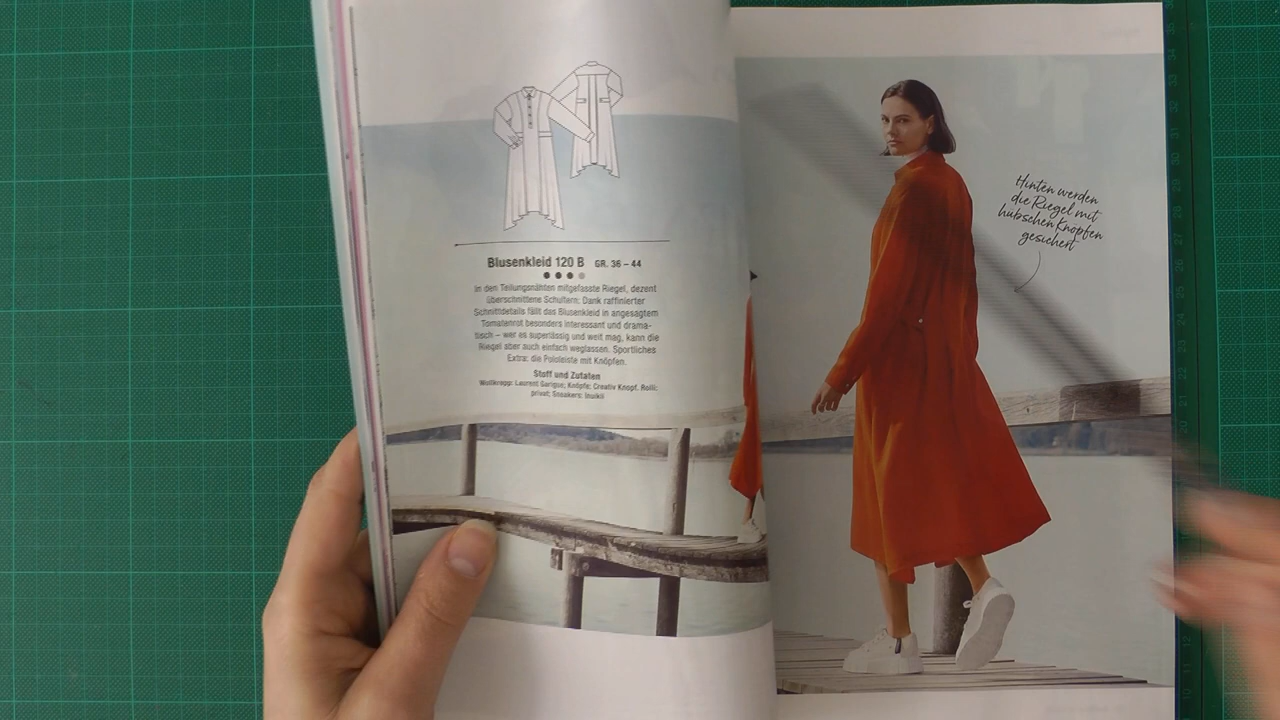 Blusenkleid 120 B GR. 36 – 44
In den Teilungsnähten mitgefasste Riegel, dezent
überschnittene Schultern: Dank raffinierter
Schnittdetails fällt das Blusenkleid in angesagtem
Tomatenrot besonders interessant und drama-
tisch – wer es superlässig und weit mag, kann die
Riegel aber auch einfach weglassen. Sportliches
Extra: die Pololeiste mit Knöpfen.
Stoff und Zutaten
Wollkrepp: Laurent Garigue; Knöpfe: Creativ Knopf. Rolli:
privat; Sneakers: Inuikii
Hinten werden
die Riegel mit
hübschen Knöpfen
gesichert